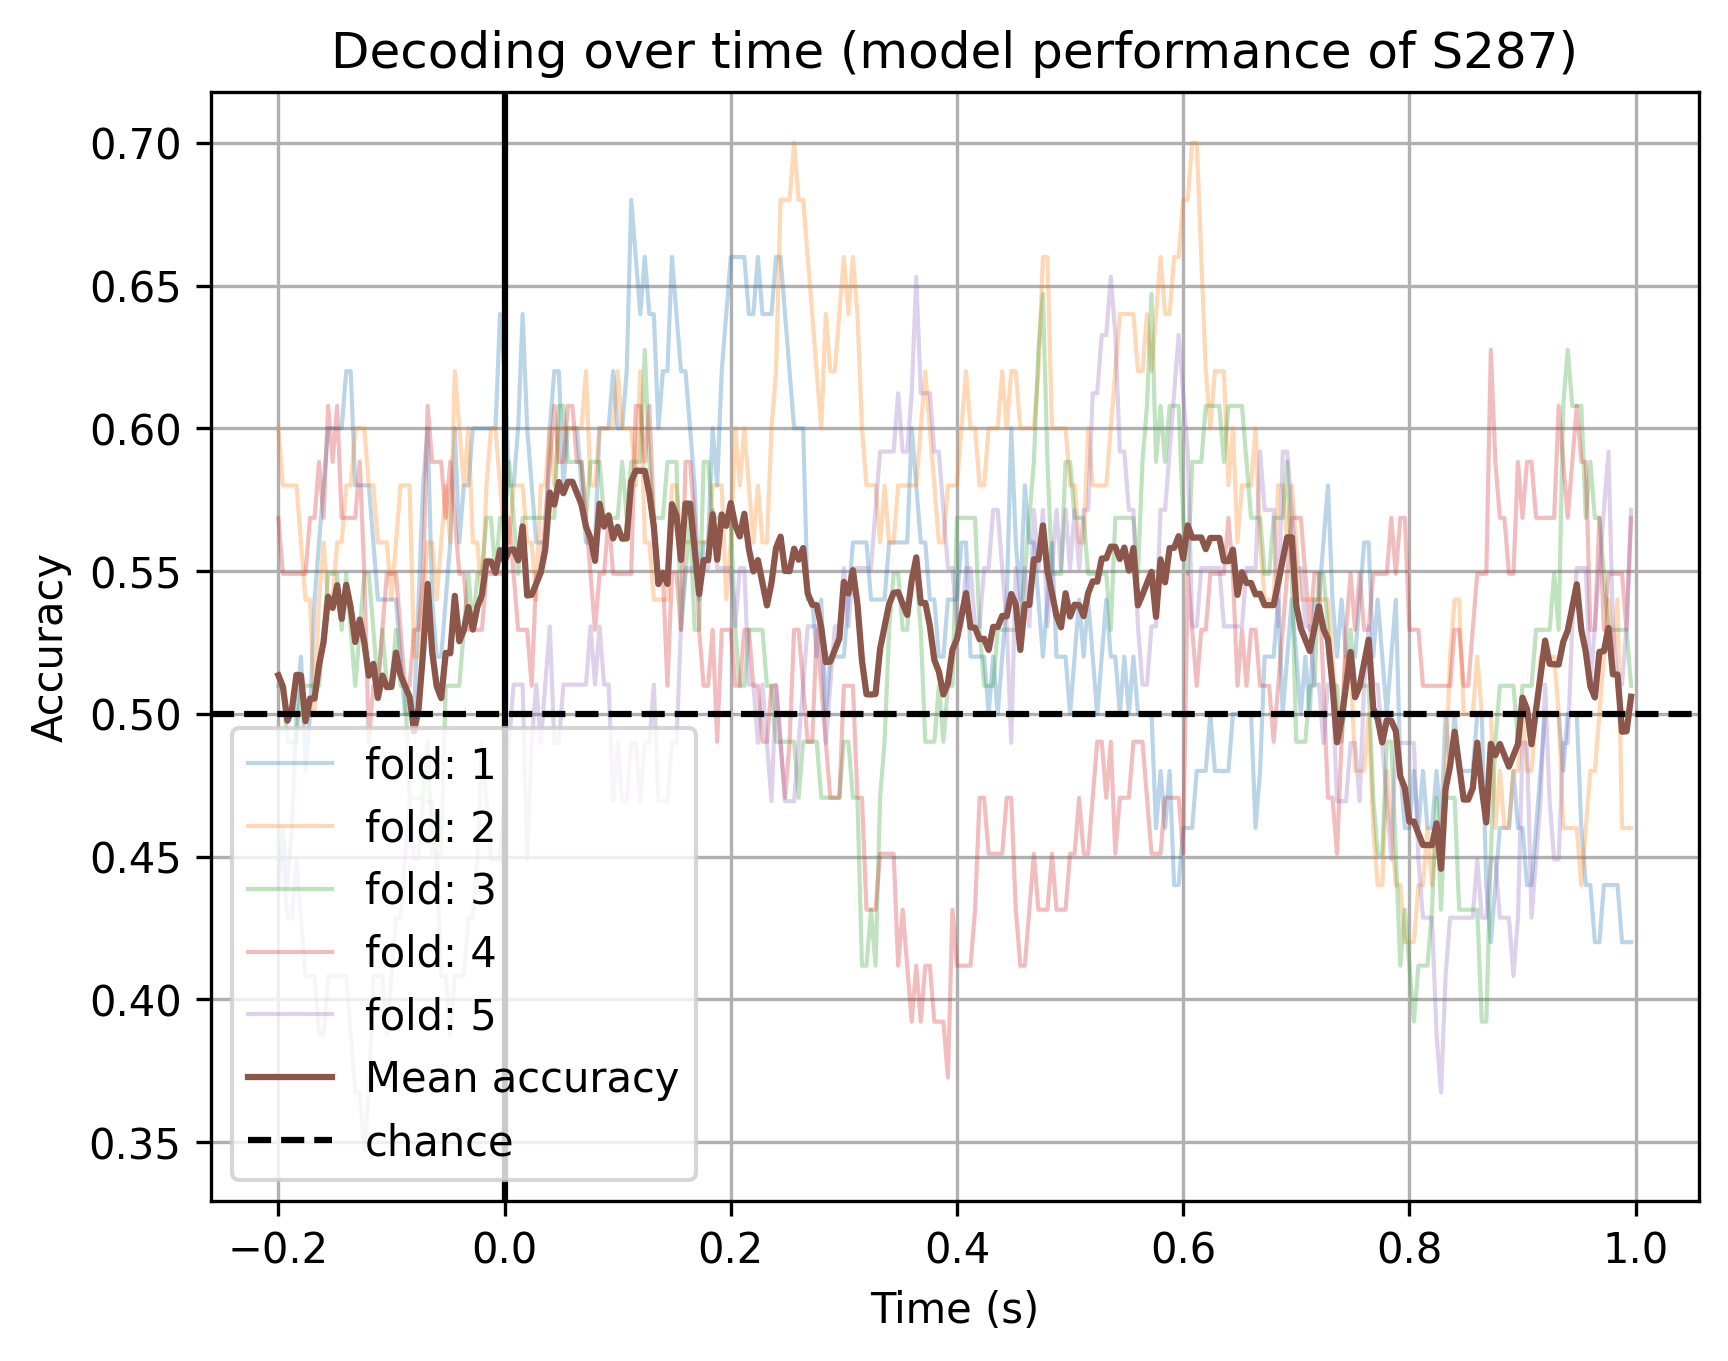 Decoding over time (model performance of S287)
0.70
0.65
0.60
0.55
0.50
0.45
0.40
0.35
Accuracy
fold: 1
fold: 2
fold: 3
fold: 4
fold: 5
Mean accuracy
chance
−0.2 0.0 0.2 0.4 0.6 0.8 1.0
Time (s)